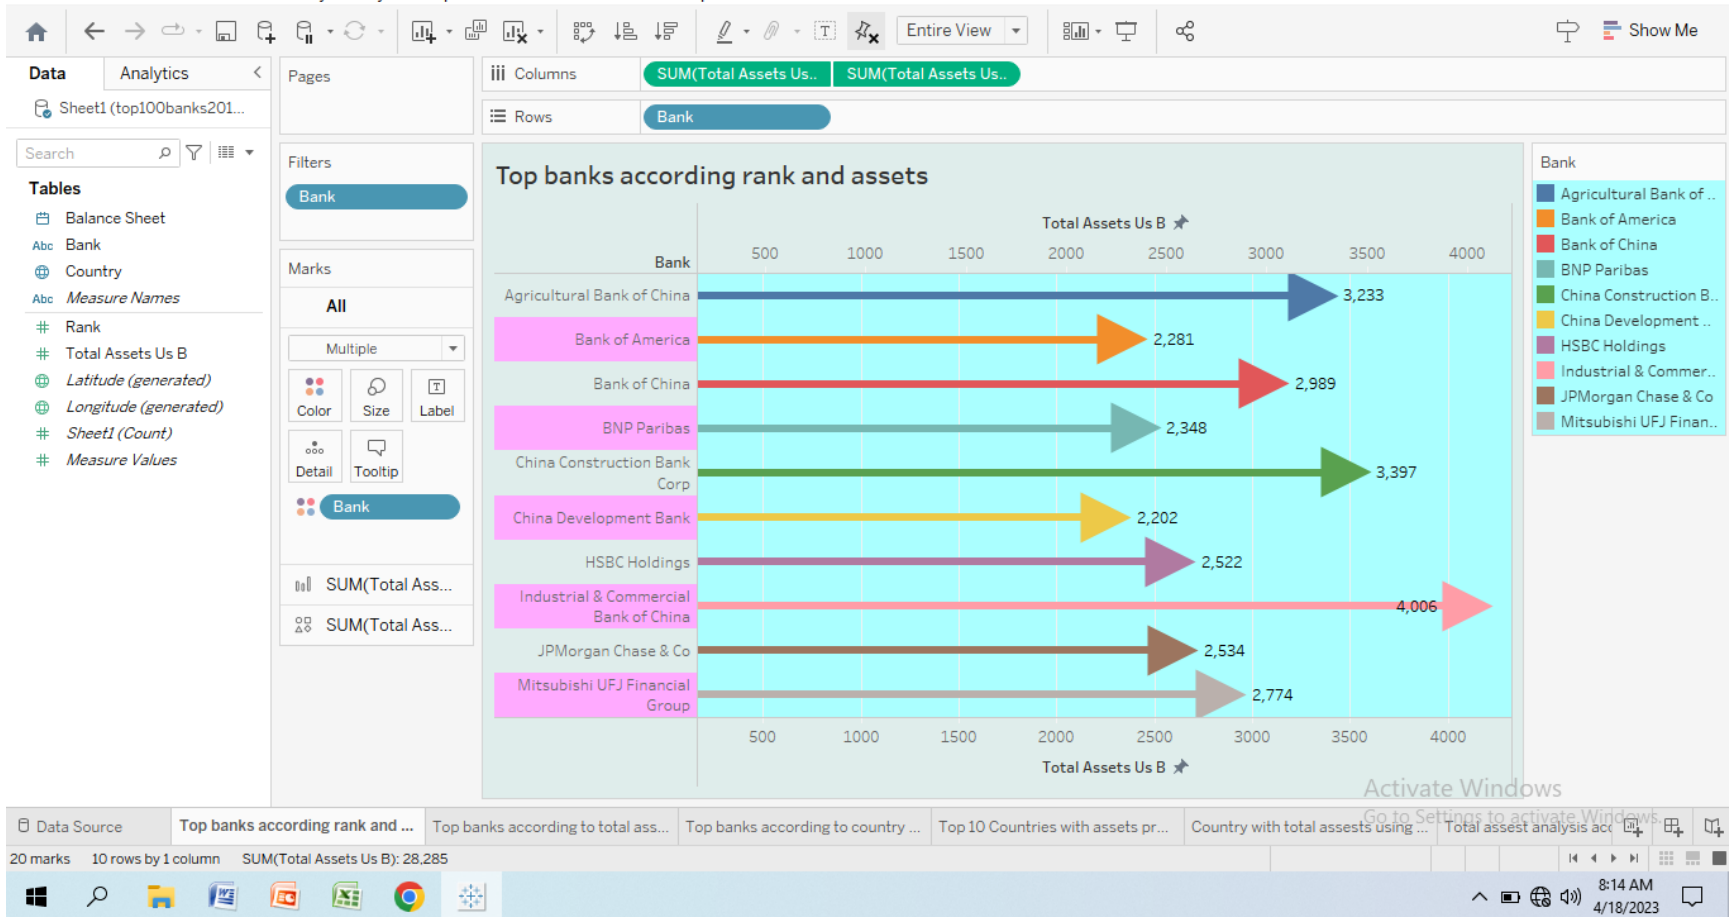 Entire View
Show Me
Data
Analytics
Pages
Columns
SUM(Total Assets Us..
SUM(Total Assets Us..
Sheet1 (top100banks201...
Rows
Bank
Search
Filters
Bank
Tables
Balance Sheet
Abc Bank
Country
Abc Measure Names
Rank
Total Assets Us B
Latitude (generated)
Longitude (generated)
Sheet1 (Count)
Measure Values
Marks
All
Multiple
Color
Size
Label
Detail
Tooltip
Bank
SUM(Total Ass...
SUM(Total Ass...
Top banks according rank and assets
Total Assets Us B
Bank
500 1000 1500 2000 2500 3000 3500 4000
Agricultural Bank of China 3,233
Bank of America 2,281
Bank of China 2,989
BNP Paribas 2,348
China Construction Bank
Corp
3,397
China Development Bank 2,202
HSBC Holdings 2,522
Industrial & Commercial
Bank of China
4,006
JPMorgan Chase & Co 2,534
Mitsubishi UFJ Financial
Group
2,774
500 1000 1500 2000 2500 3000 3500 4000
Total Assets Us B
Bank
Agricultural Bank of ..
Bank of America
Bank of China
BNP Paribas
China Construction B..
China Development ..
HSBC Holdings
Industrial & Commer..
JPMorgan Chase & Co
Mitsubishi UFJ Finan..
Activate Windows
Go to Settings to activate Windows.
Data Source
Top banks according rank and ...
Top banks according to total ass...
Top banks according to country ...
Top 10 Countries with assets pr...
Country with total assests using ...
Total assest analysis acc
20 marks
10 rows by 1 column
SUM(Total Assets Us B): 28,285
8:14 AM
4/18/2023